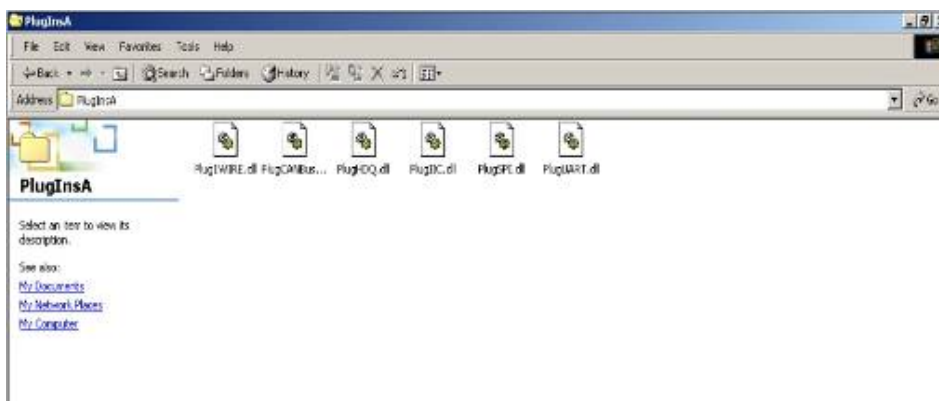 PlugInsA
File Edit View Favorites Tools Help
Back Search Folders History
Address PlugInsA Go
Plug1WIRE.dll PlugCANBus... PlugHDQ.dll PlugIIC.dll PlugSPI.dll PlugUART.dll
PlugInsA
Select an item to view its
description.
See also:
My Documents
My Network Places
My Computer